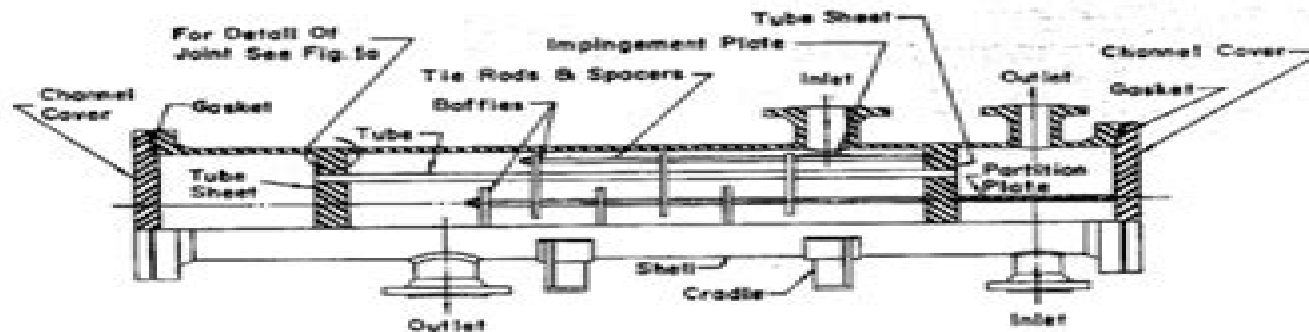 For Detail Of
Joint See Fig.1a
Tube Sheet
Impingement Plate
Channel Cover
Tie Rods & Spacers
Inlet
Outlet
Channel
Cover
Gasket
Baffles
Gasket
Tube
Tube
Sheet
Partition
Plate
Shell
Cradle
Outlet
Inlet